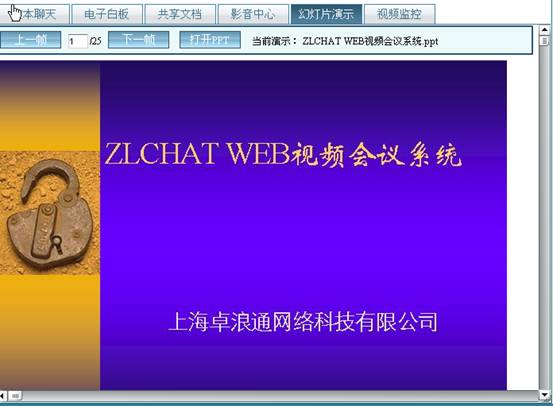 本聊天 电子白板 共享文档 影音中心 幻灯片演示 视频监控
上一帧 1 /25 下一帧 打开PPT 当前演示： ZLCHAT WEB视频会议系统.ppt
ZLCHAT WEB视频会议系统
上海卓浪通网络科技有限公司